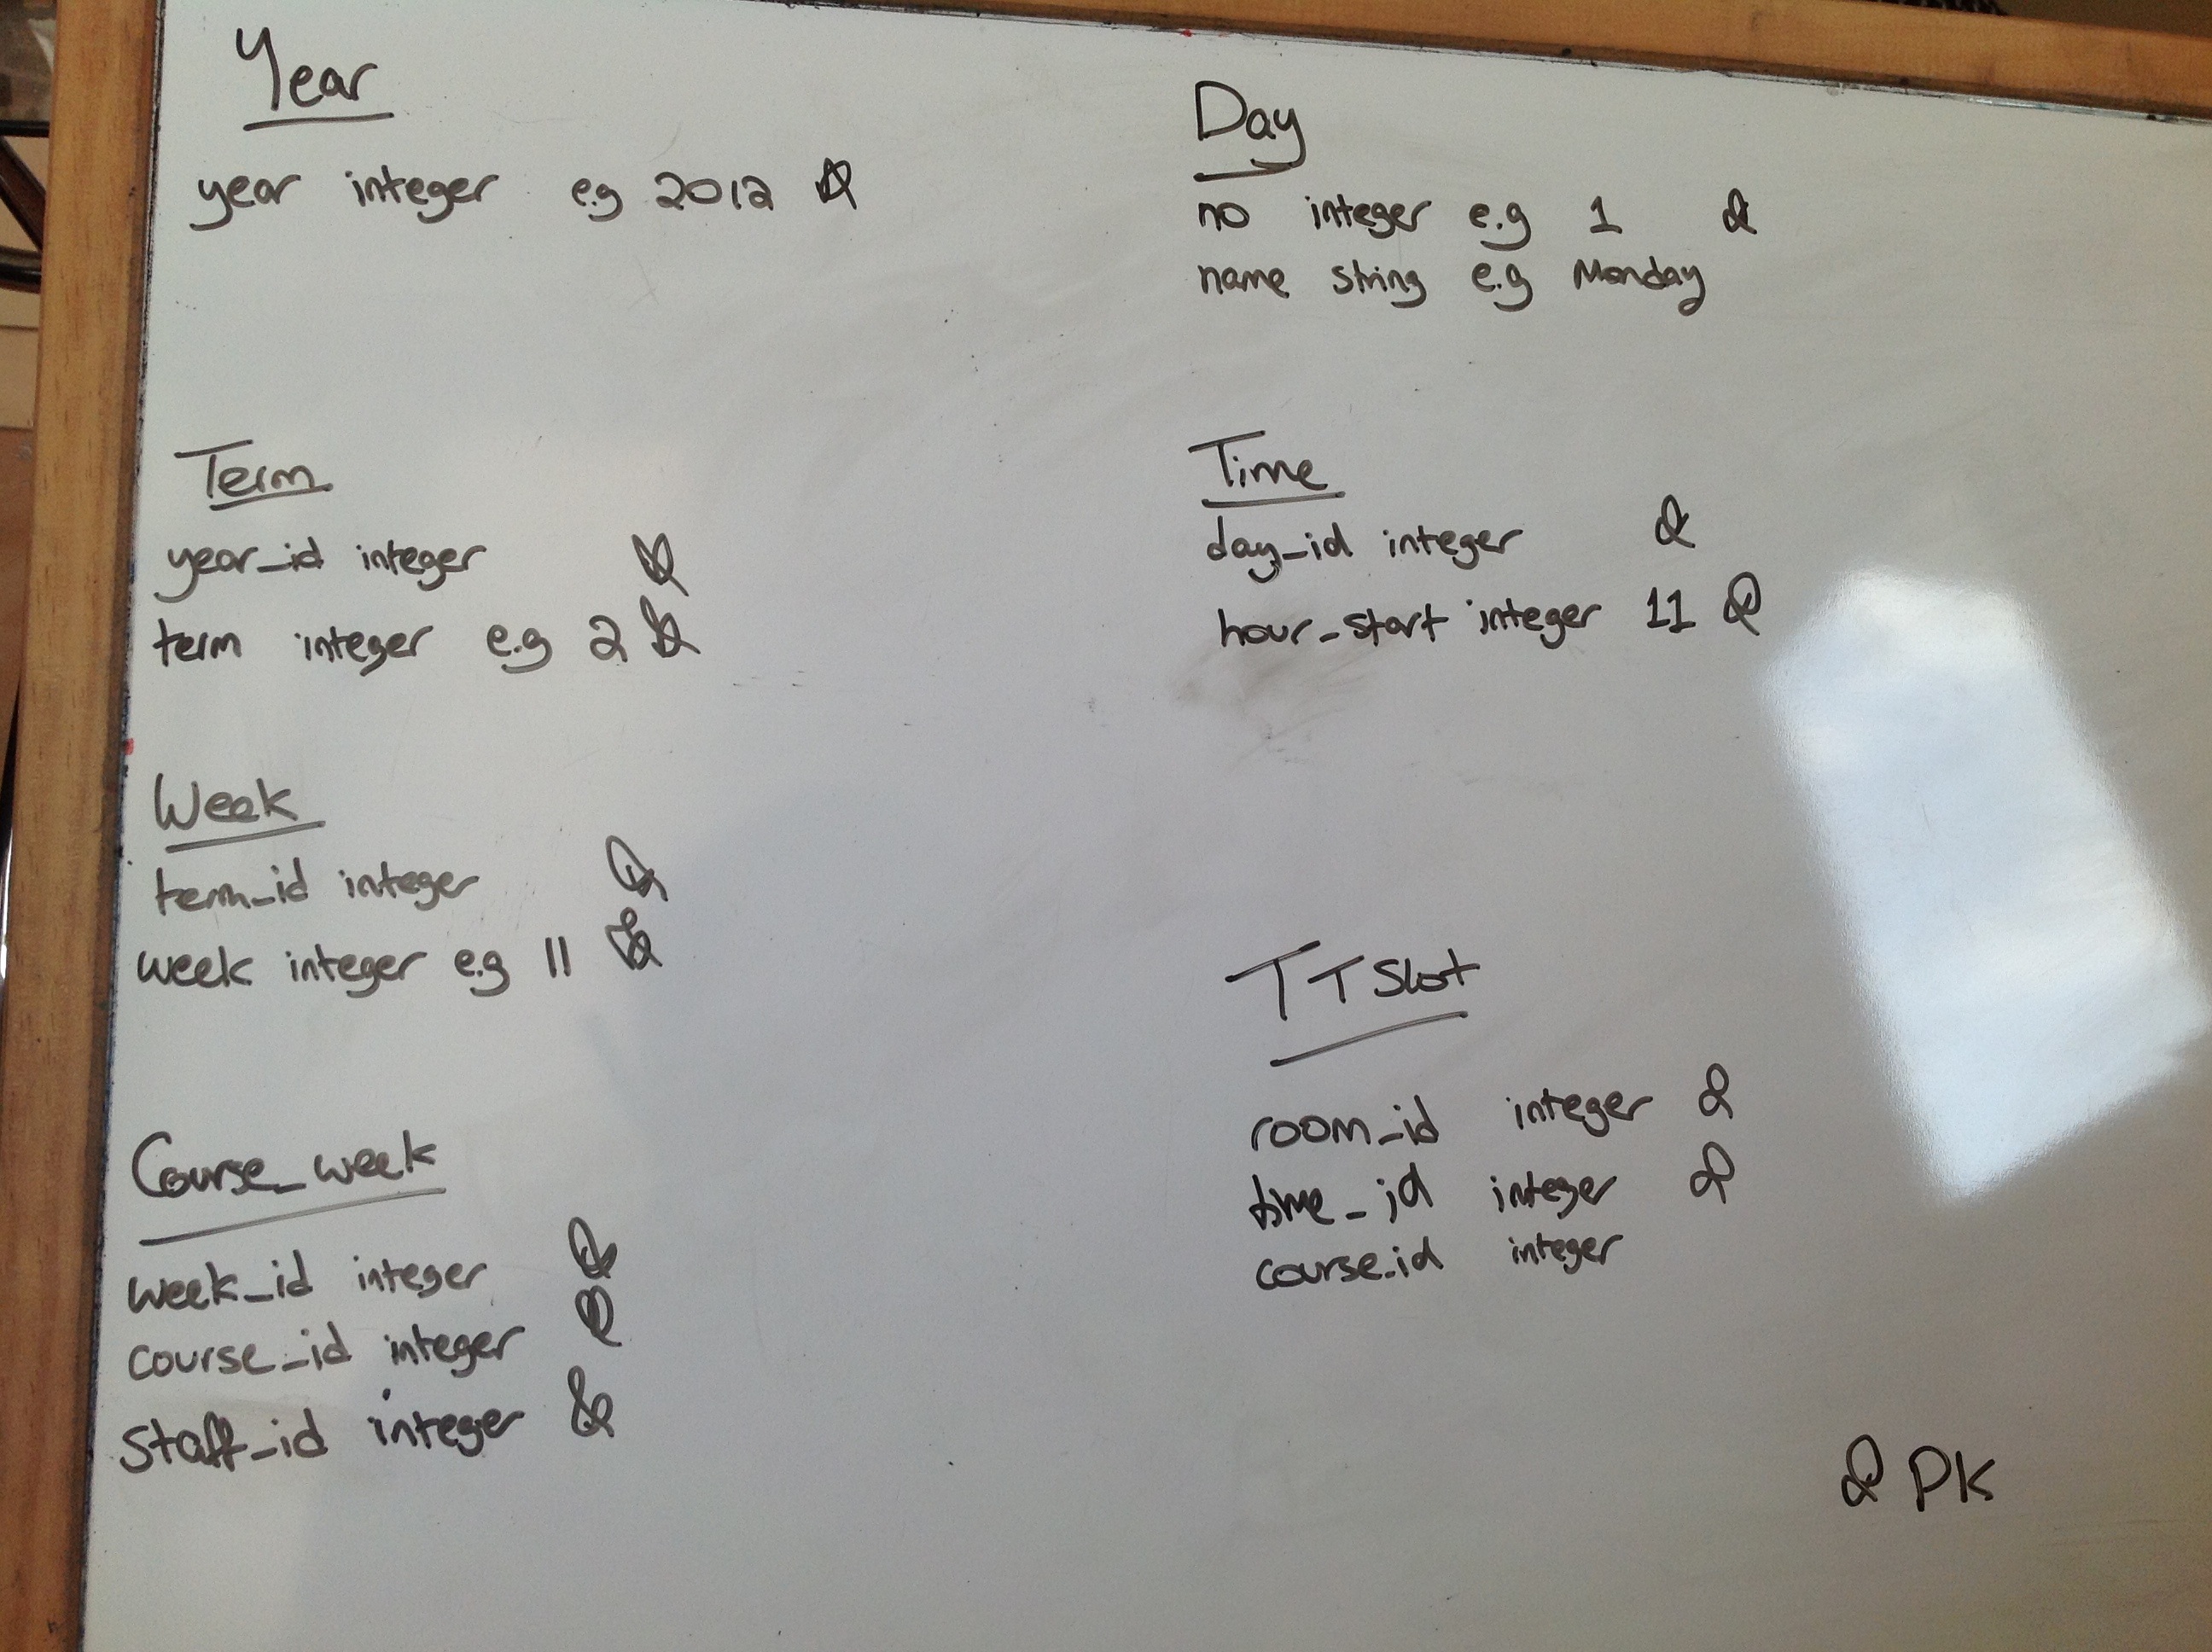 Year
year integer e.g 2012
Term
year_id integer
term integer e.g 2
Week
term_id integer
week integer e.g 11
Course_week
week_id integer
course_id integer
staff_id integer
Day
no integer e.g 1
name string e.g Monday
Time
day_id integer
hour_start integer 11
TT Slot
room_id integer
time_id integer
course_id integer
PK